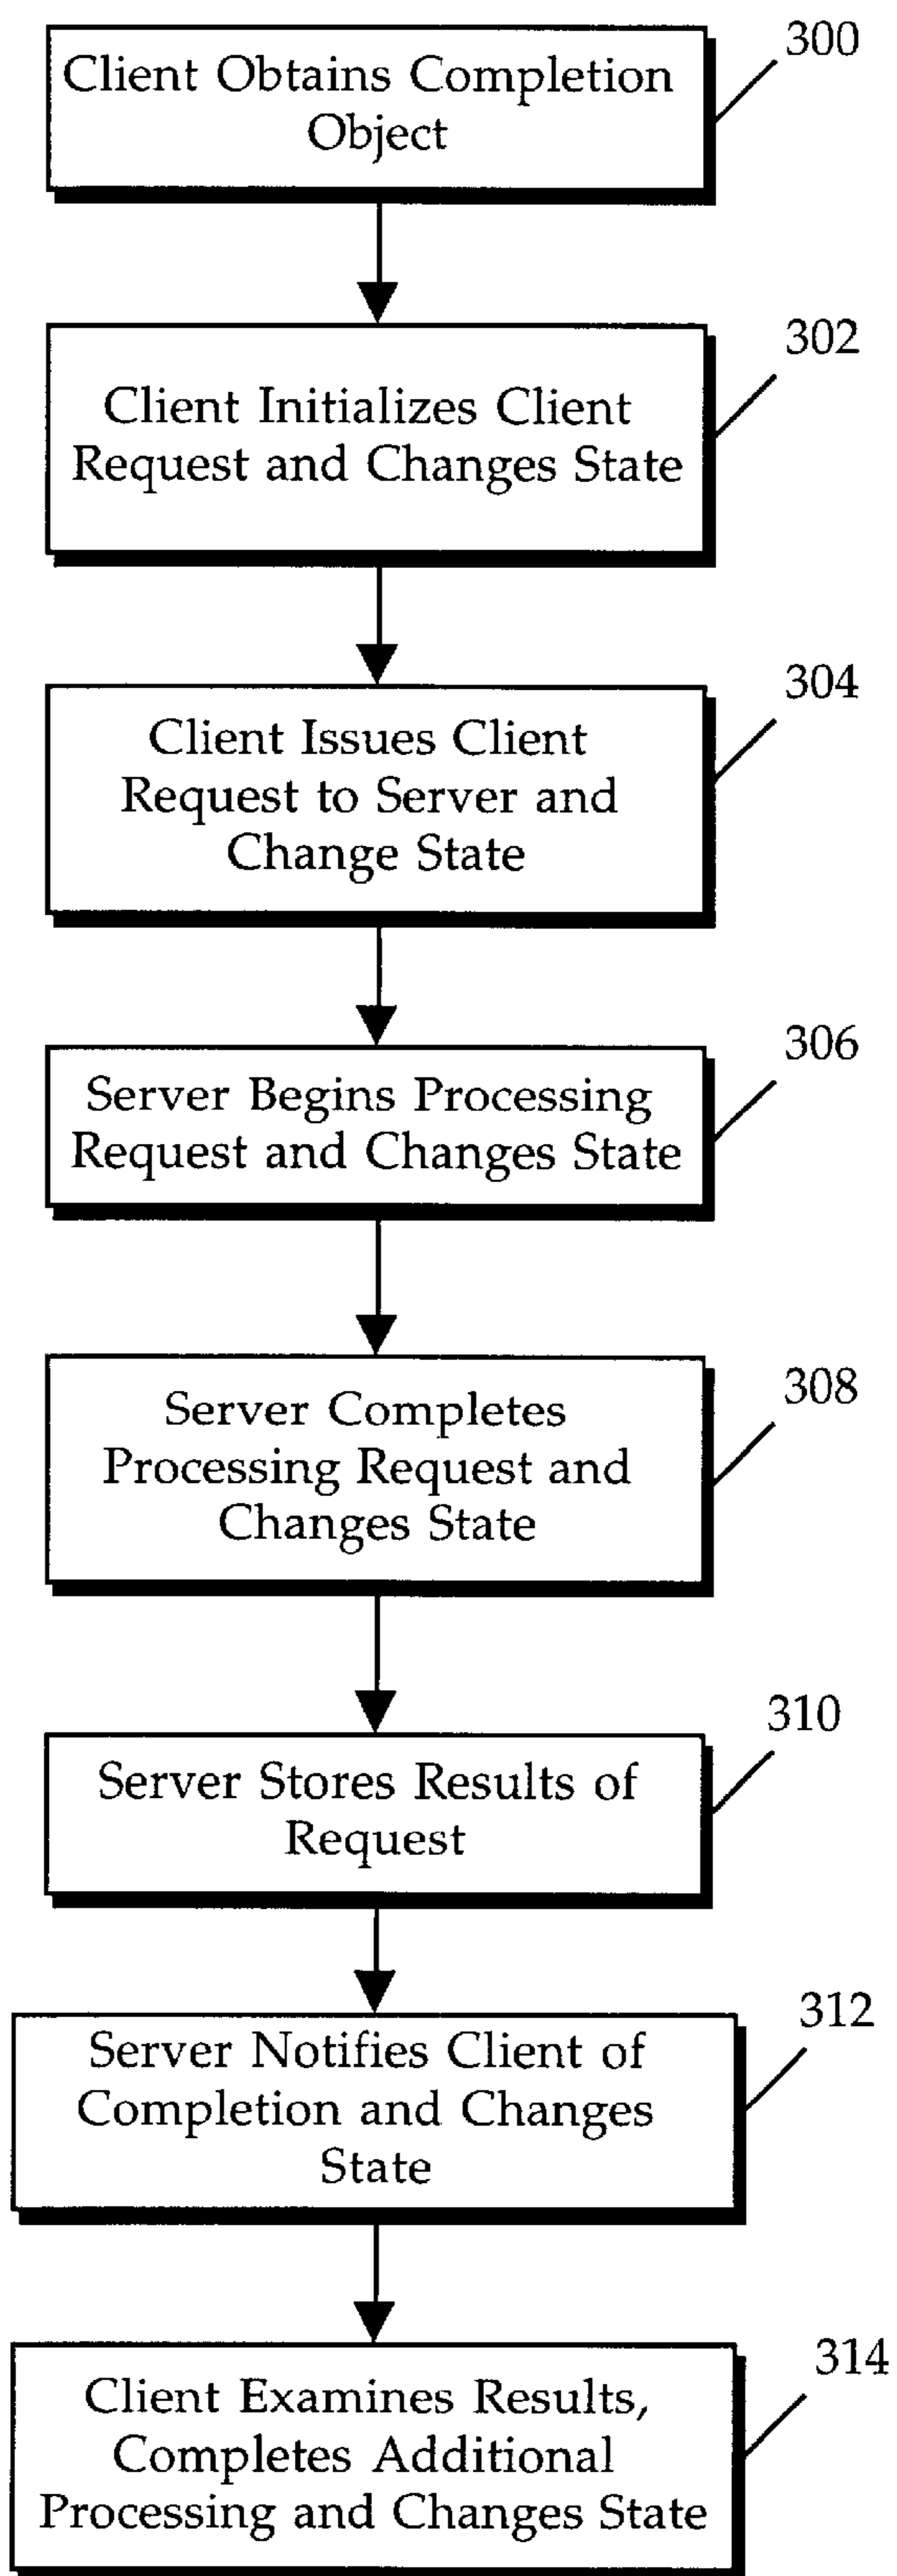 300
Client Obtains Completion
Object
302
Client Initializes Client
Request and Changes State
304
Client Issues Client
Request to Server and
Change State
306
Server Begins Processing
Request and Changes State
308
Server Completes
Processing Request and
Changes State
310
Server Stores Results of
Request
312
Server Notifies Client of
Completion and Changes
State
314
Client Examines Results,
Completes Additional
Processing and Changes State